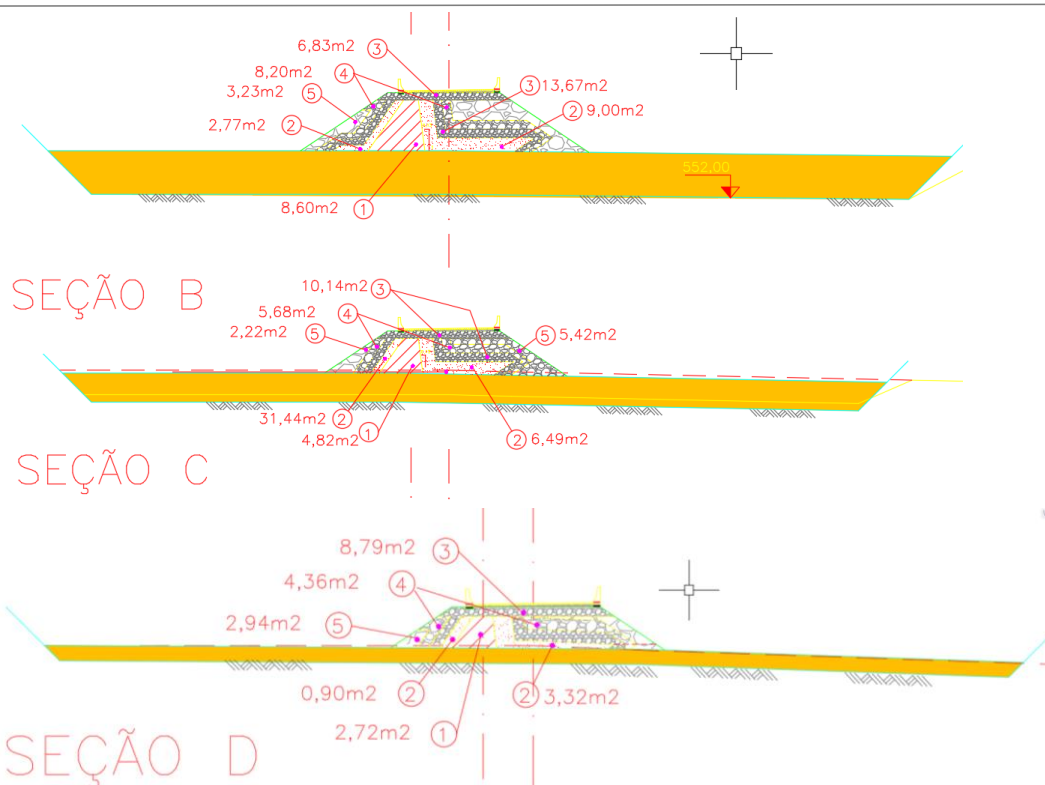 6,83m2 3
8,20m2 4
3,23m2 5
3 13,67m2
2,77m2 2
2 9,00m2
552,00
8,60m2 1
SEÇÃO B
10,14m2 3
5,68m2 4
2,22m2 5
5 5,42m2
31,44m2 2
4,82m2 1
2 6,49m2
SEÇÃO C
8,79m2 3
4,36m2 4
2,94m2 5
0,90m2 2
2 3,32m2
2,72m2 1
SEÇÃO D